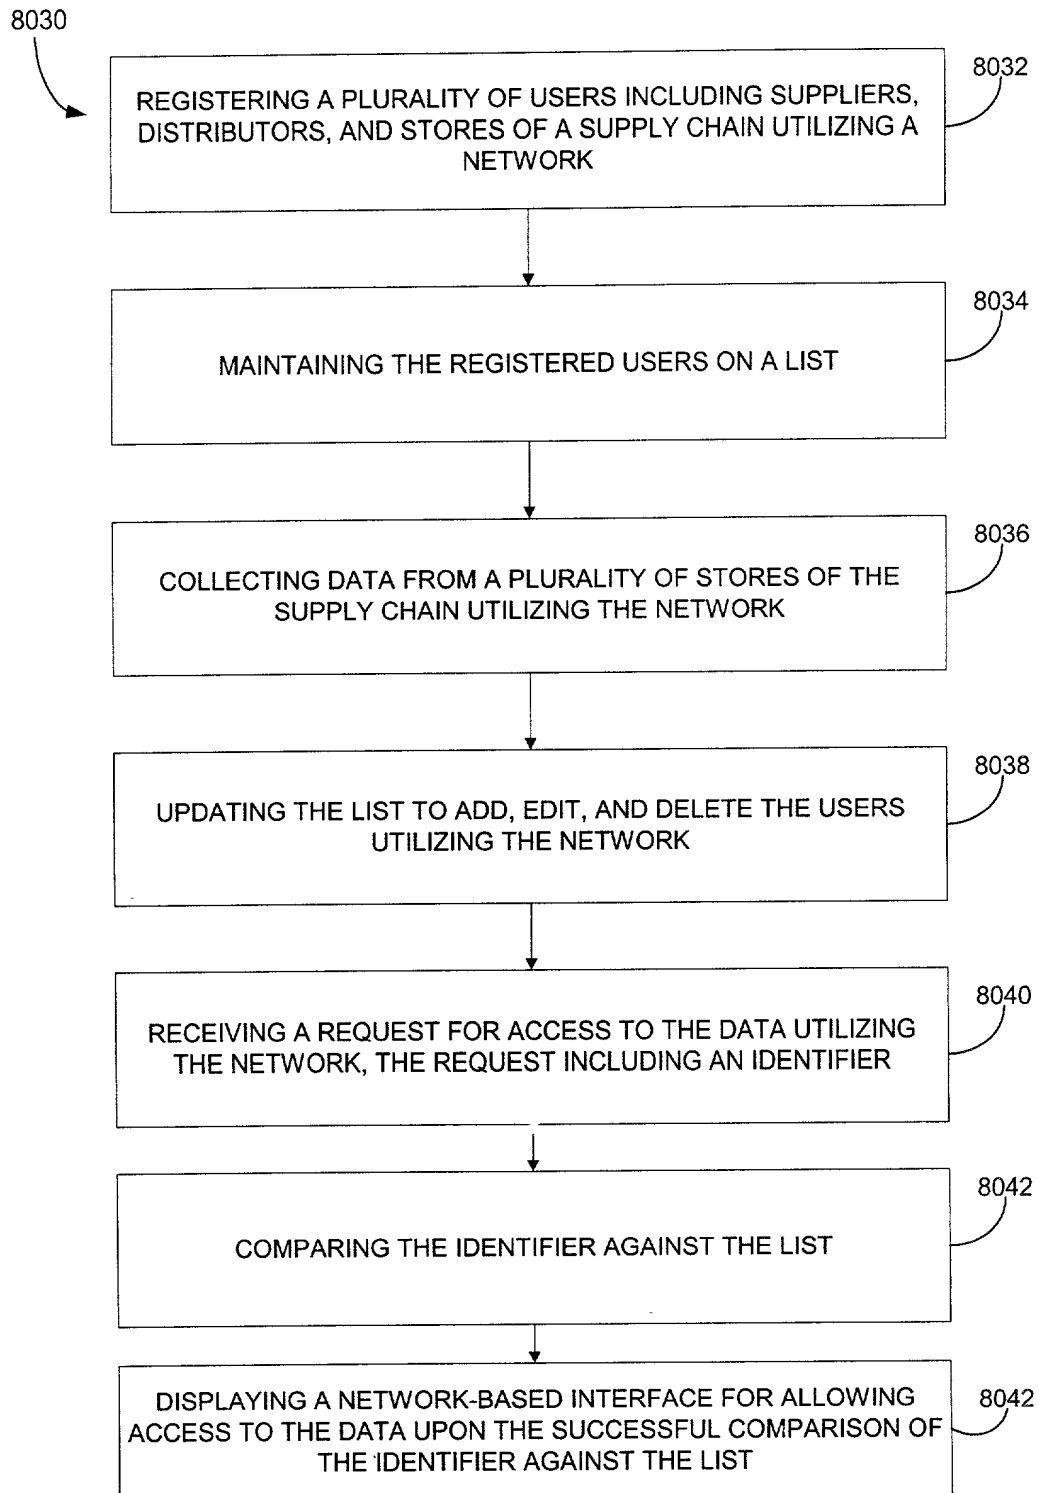 8030
8032
REGISTERING A PLURALITY OF USERS INCLUDING SUPPLIERS,
DISTRIBUTORS, AND STORES OF A SUPPLY CHAIN UTILIZING A
NETWORK
8034
MAINTAINING THE REGISTERED USERS ON A LIST
8036
COLLECTING DATA FROM A PLURALITY OF STORES OF THE
SUPPLY CHAIN UTILIZING THE NETWORK
8038
UPDATING THE LIST TO ADD, EDIT, AND DELETE THE USERS
UTILIZING THE NETWORK
8040
RECEIVING A REQUEST FOR ACCESS TO THE DATA UTILIZING
THE NETWORK, THE REQUEST INCLUDING AN IDENTIFIER
8042
COMPARING THE IDENTIFIER AGAINST THE LIST
8042
DISPLAYING A NETWORK-BASED INTERFACE FOR ALLOWING
ACCESS TO THE DATA UPON THE SUCCESSFUL COMPARISON OF
THE IDENTIFIER AGAINST THE LIST